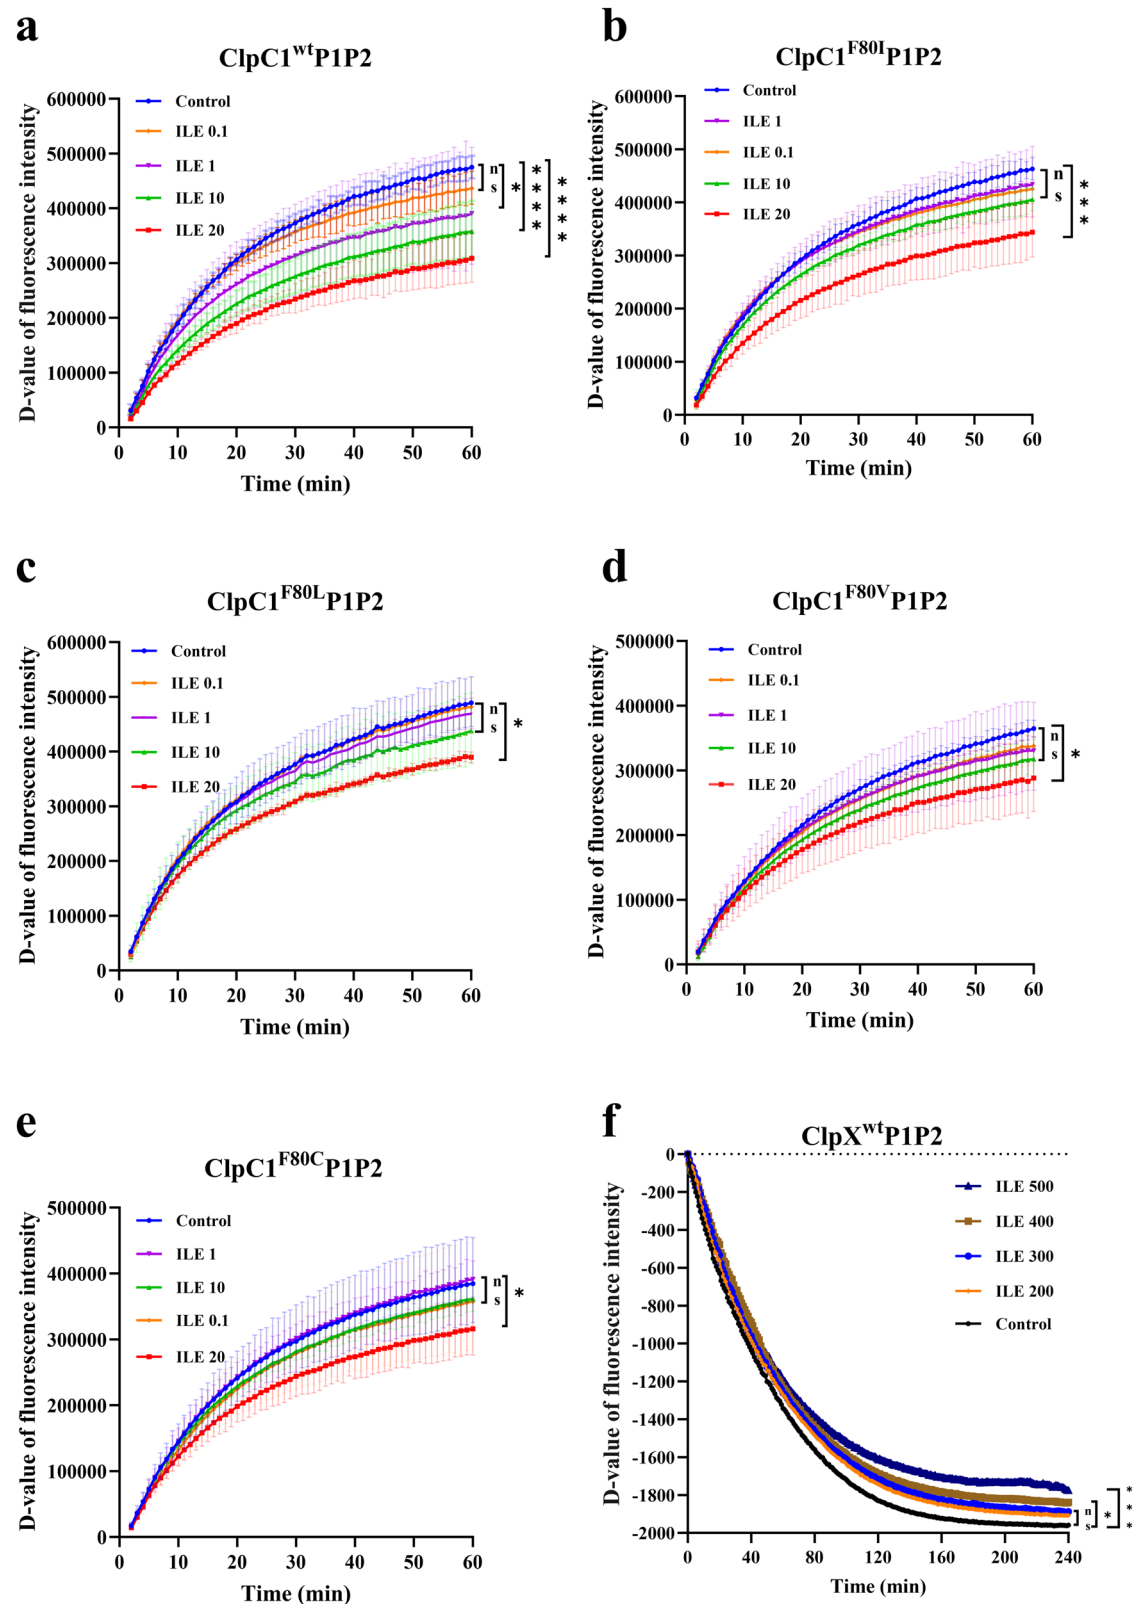 a
ClpC1wtP1P2
D-value of fluorescence intensity
600000
500000
400000
300000
200000
100000
0
Control
ILE 0.1
ILE 1
ILE 10
ILE 20
ns
*
****
****
0 10 20 30 40 50 60
Time (min)
b
ClpC1F80IP1P2
D-value of fluorescence intensity
600000
500000
400000
300000
200000
100000
0
Control
ILE 1
ILE 0.1
ILE 10
ILE 20
ns
***
0 10 20 30 40 50 60
Time (min)
c
ClpC1F80LP1P2
D-value of fluorescence intensity
600000
500000
400000
300000
200000
100000
0
Control
ILE 0.1
ILE 1
ILE 10
ILE 20
ns
*
0 10 20 30 40 50 60
Time (min)
d
ClpC1F80VP1P2
D-value of fluorescence intensity
500000
400000
300000
200000
100000
0
Control
ILE 0.1
ILE 1
ILE 10
ILE 20
ns
*
0 10 20 30 40 50 60
Time (min)
e
ClpC1F80CP1P2
D-value of fluorescence intensity
500000
400000
300000
200000
100000
0
Control
ILE 1
ILE 10
ILE 0.1
ILE 20
ns
*
0 10 20 30 40 50 60
Time (min)
f
ClpXwtP1P2
D-value of fluorescence intensity
0
-200
-400
-600
-800
-1000
-1200
-1400
-1600
-1800
-2000
ILE 500
ILE 400
ILE 300
ILE 200
Control
ns
*
***
0 40 80 120 160 200 240
Time (min)